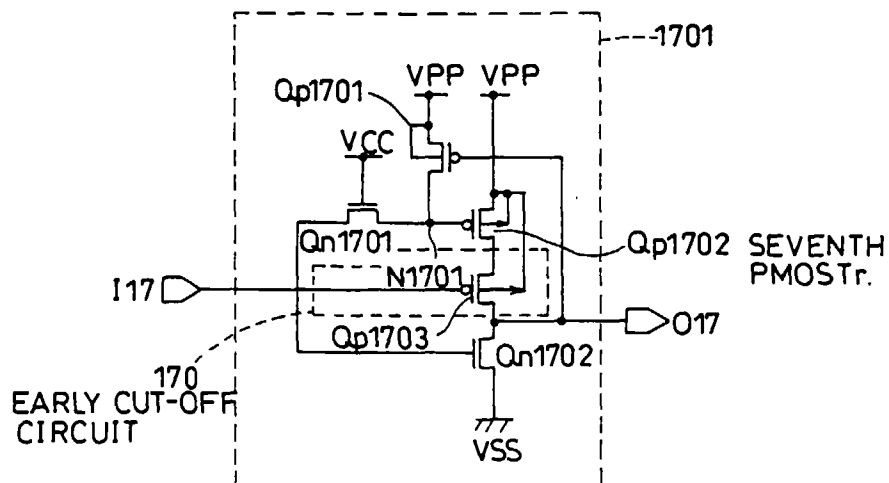 1701
VPP VPP
Qp1701
VCC
Qn1701
Qp1702 SEVENTH
PMOSTr.
N1701
I17
O17
Qp1703
Qn1702
170
EARLY CUT-OFF
CIRCUIT
VSS